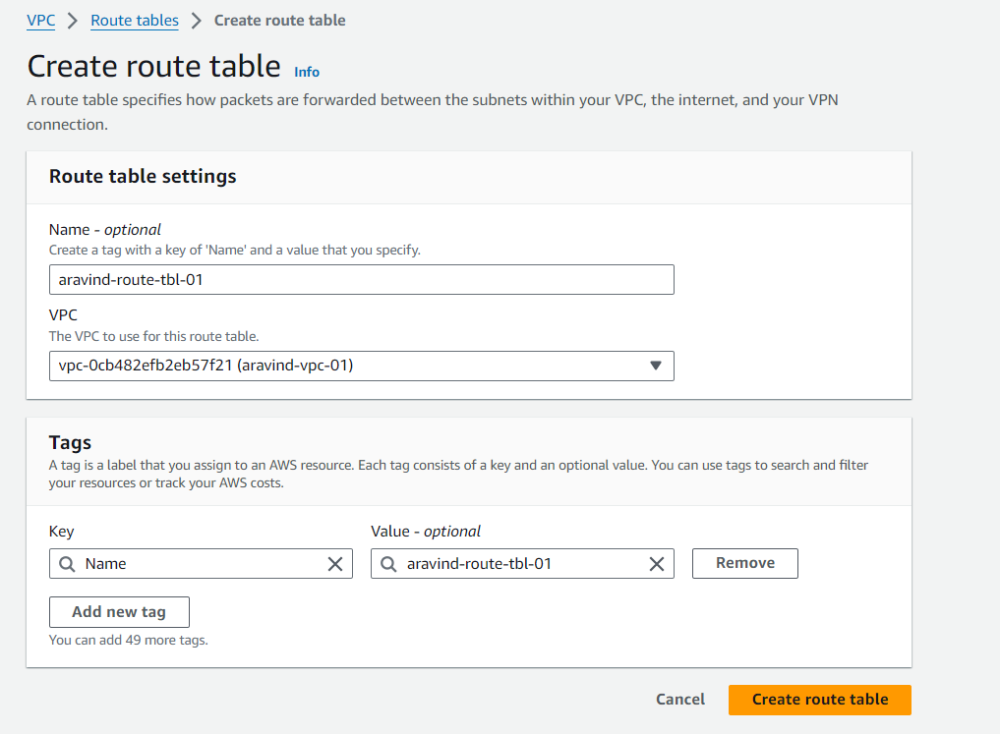 VPC > Route tables > Create route table
Create route table Info
A route table specifies how packets are forwarded between the subnets within your VPC, the internet, and your VPN
connection.
Route table settings
Name - optional
Create a tag with a key of 'Name' and a value that you specify.
aravind-route-tbl-01
VPC
The VPC to use for this route table.
vpc-0cb482efb2eb57f21 (aravind-vpc-01)
Tags
A tag is a label that you assign to an AWS resource. Each tag consists of a key and an optional value. You can use tags to search and filter
your resources or track your AWS costs.
Key Value - optional
Name aravind-route-tbl-01 Remove
Add new tag
You can add 49 more tags.
Cancel Create route table